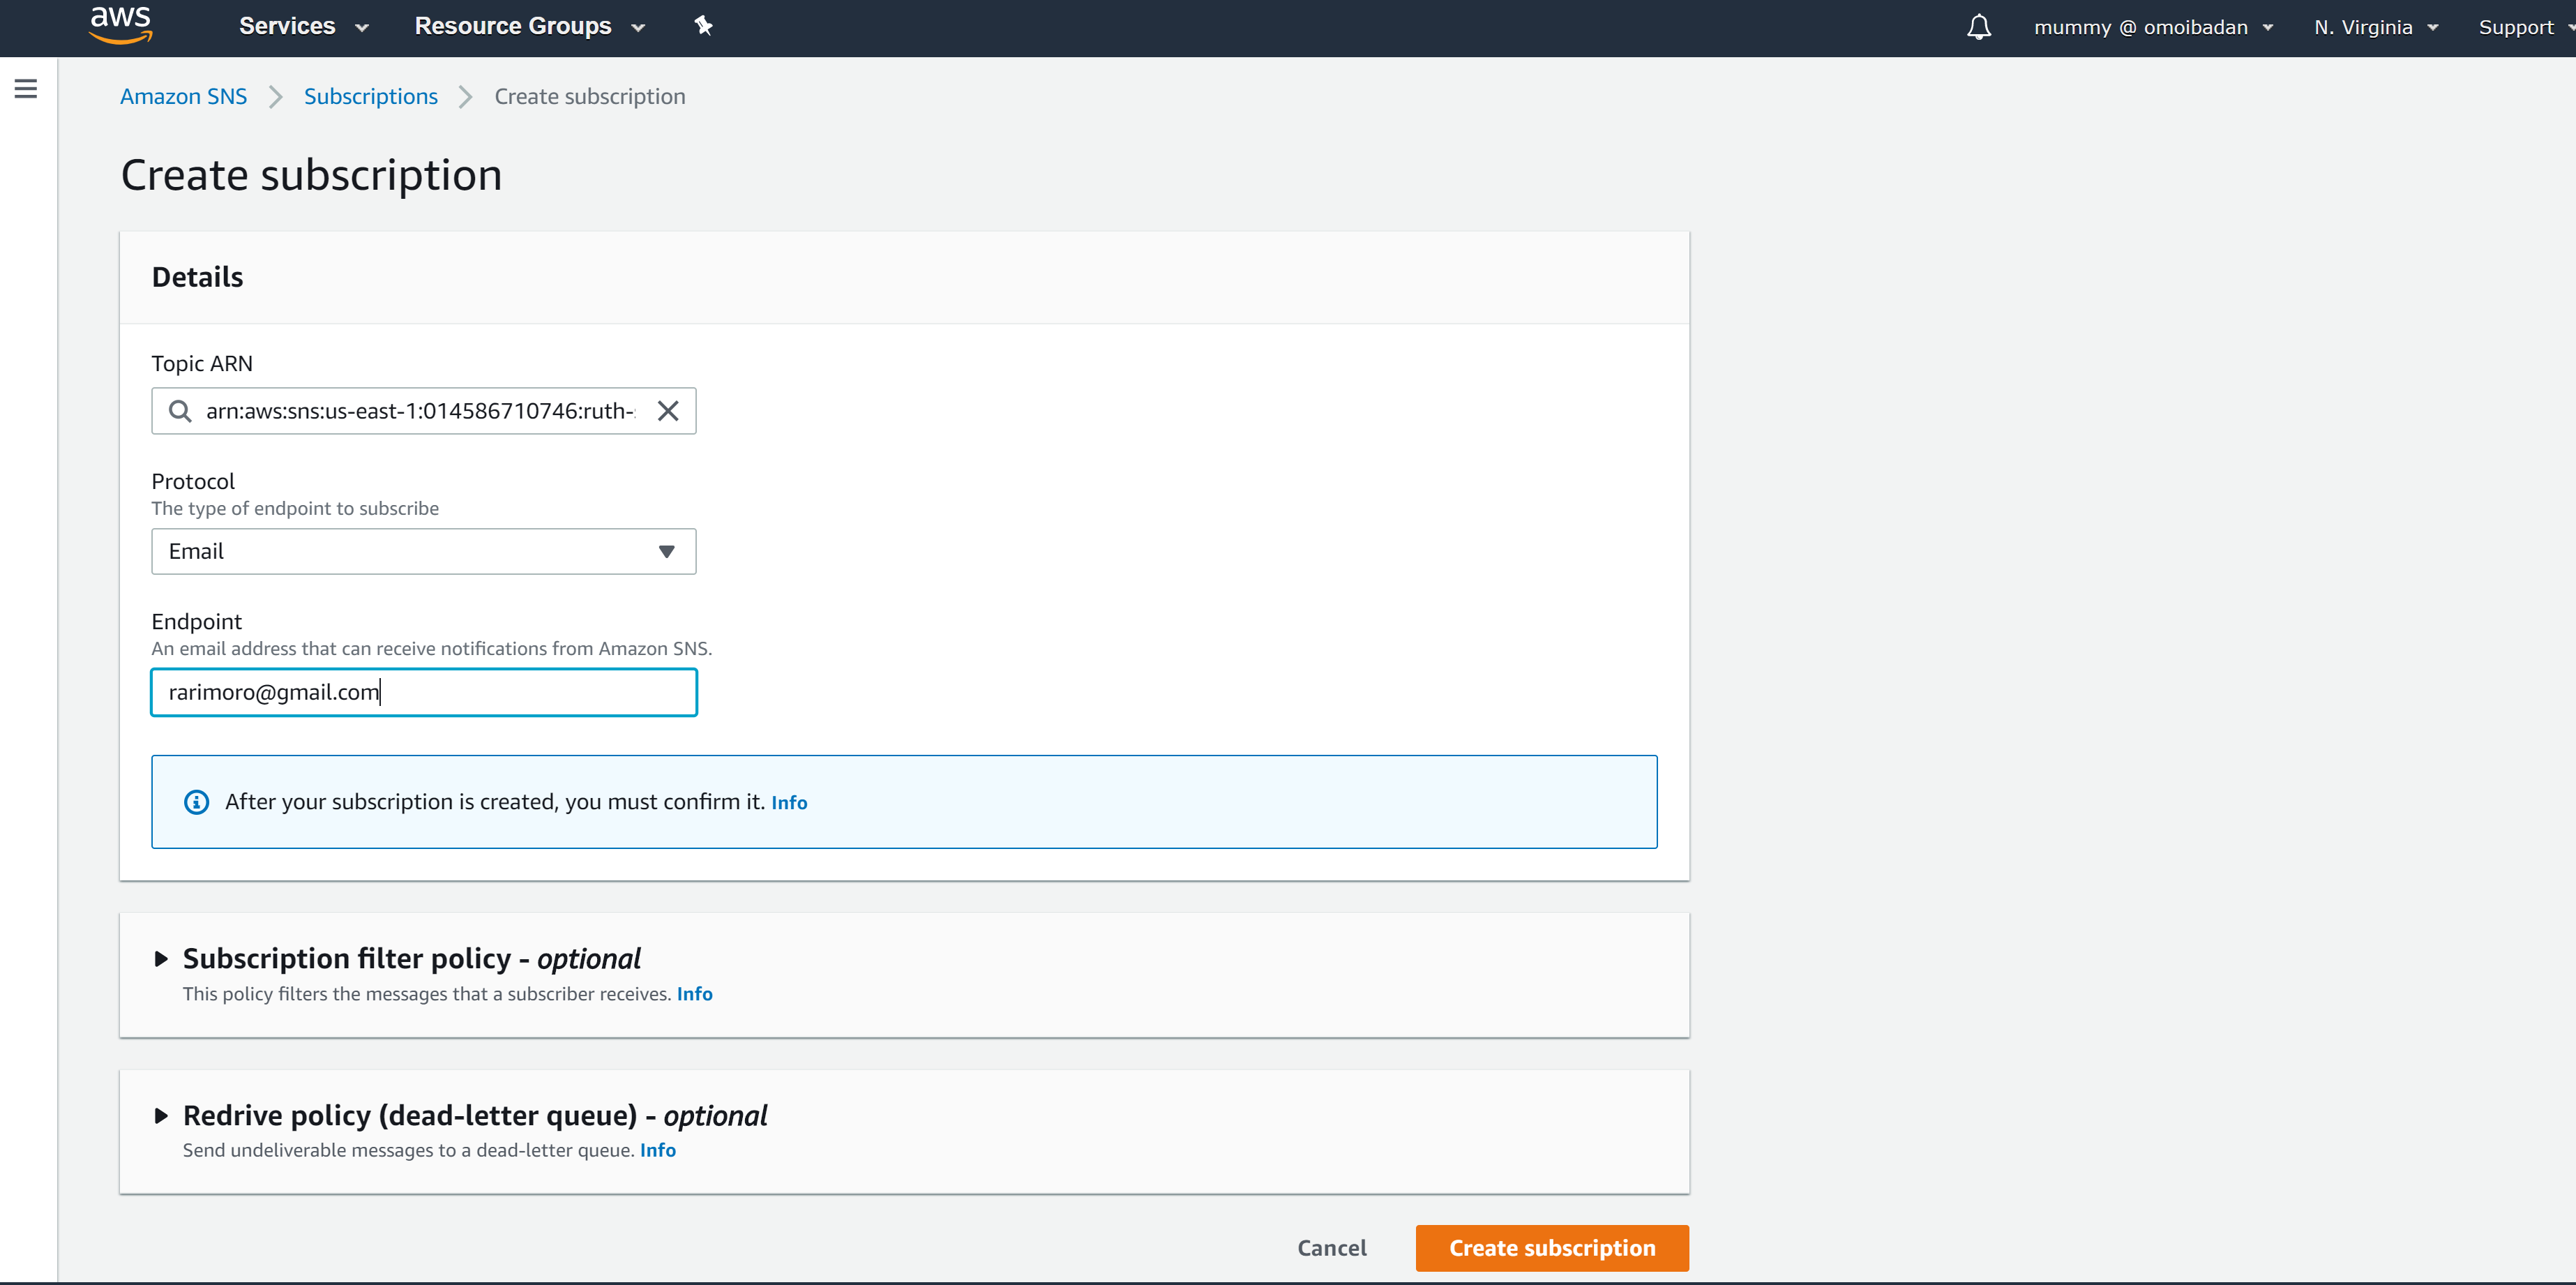 aws Services Resource Groups mummy @ omoibadan N. Virginia Support
Amazon SNS Subscriptions Create subscription
Create subscription
Details
Topic ARN
arn:aws:sns:us-east-1:014586710746:ruth-
Protocol
The type of endpoint to subscribe
Email
Endpoint
An email address that can receive notifications from Amazon SNS.
rarimoro@gmail.com
After your subscription is created, you must confirm it. Info
Subscription filter policy - optional
This policy filters the messages that a subscriber receives. Info
Redrive policy (dead-letter queue) - optional
Send undeliverable messages to a dead-letter queue. Info
Cancel Create subscription